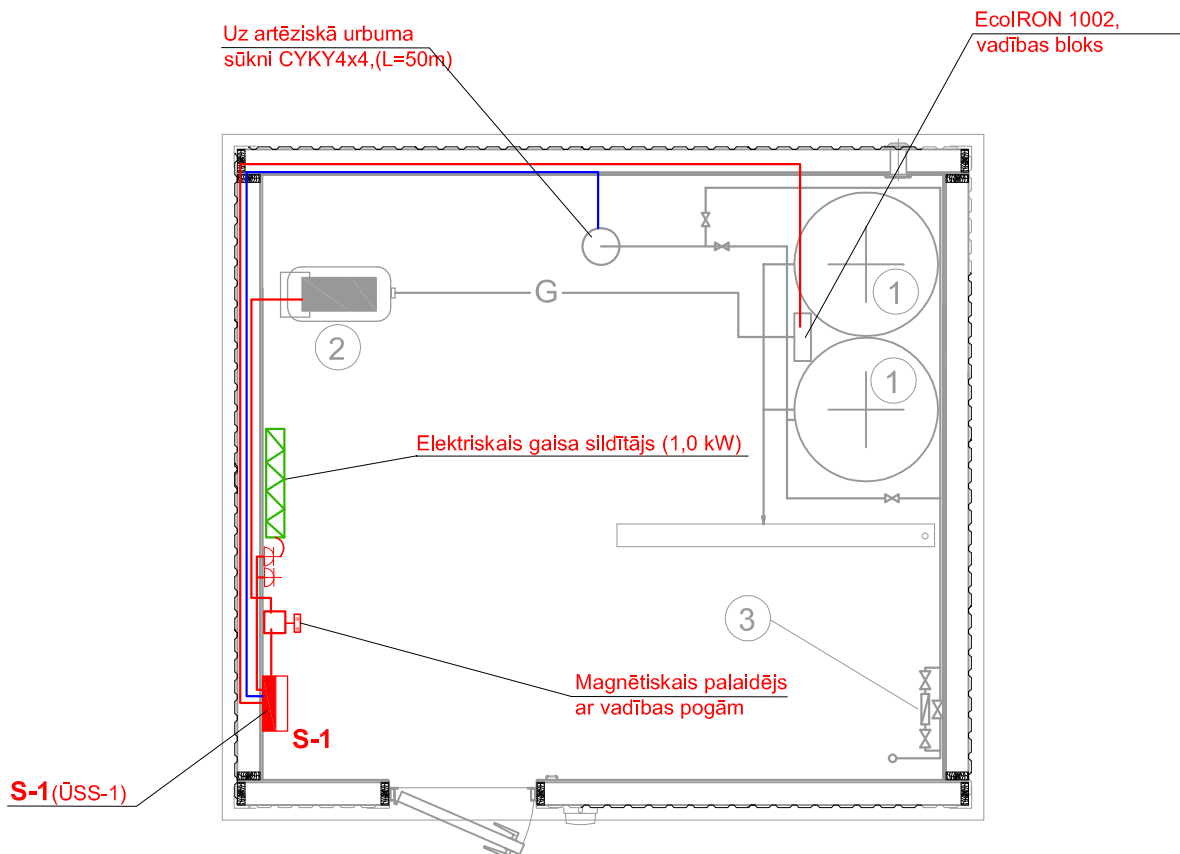 Uz artēziskā urbuma
sūkni CYKY4x4,(L=50m)
EcoIRON 1002,
vadības bloks
1
G
2
1
Elektriskais gaisa sildītājs (1,0 kW)
3
Magnētiskais palaidējs
ar vadības pogām
S-1
S-1(ŪSS-1)